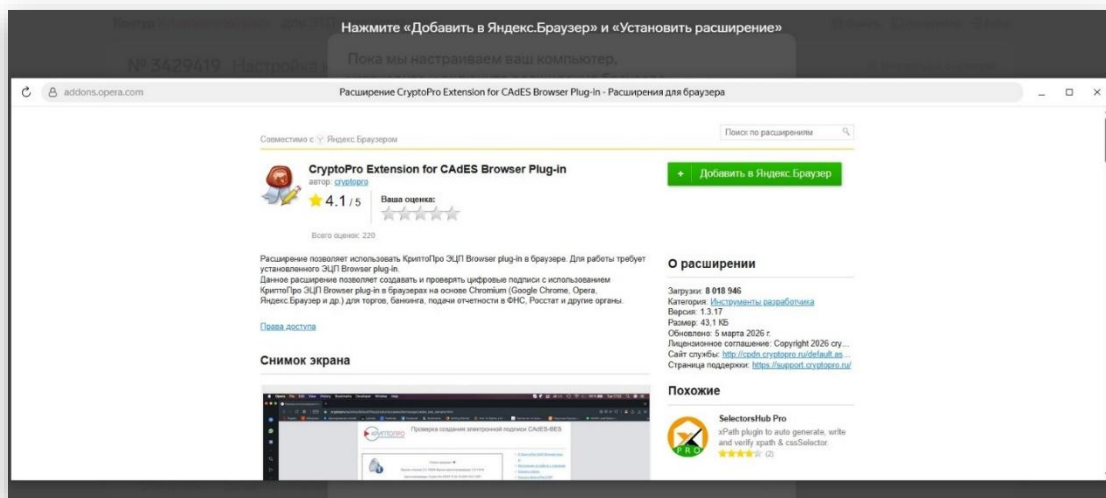 Нажмите «Добавить в Яндекс.Браузер» и «Установить расширение»
№ 3429419 Настройка
Пока мы настраиваем ваш компьютер,
addons.opera.com
Расширение CryptoPro Extension for CAdES Browser Plug-in - Расширения для браузера
Совместимо с Яндекс.Браузером
Поиск по расширениям
CryptoPro Extension for CAdES Browser Plug-in
автор: cryptopro
4.1 / 5
Ваша оценка:
Всего оценок: 220
+ Добавить в Яндекс.Браузер
Расширение позволяет использовать КриптоПро ЭЦП Browser plug-in в браузере. Для работы требует
установленного ЭЦП Browser plug-in.
Данное расширение позволяет создавать и проверять цифровые подписи с использованием
КриптоПро ЭЦП Browser plug-in в браузерах на основе Chromium (Google Chrome, Opera,
Яндекс.Браузер и др.) для торгов, банкинга, подачи отчетности в ФНС, Росстат и другие органы.
Права доступа
Снимок экрана
КРИПТОПРО
Проверка создания электронной подписи CAdES-BES
О расширении
Загрузки: 8 018 946
Категория: Инструменты разработчика
Версия: 1.3.17
Размер: 43,1 КБ
Обновлено: 5 марта 2026 г.
Лицензионное соглашение: Copyright 2026 cry...
Сайт службы: http://cpdn.cryptopro.ru/default.as...
Страница поддержки: https://support.cryptopro.ru/
Похожие
SelectorsHub Pro
xPath plugin to auto generate, write
and verify xpath & cssSelector.
(2)
PRO